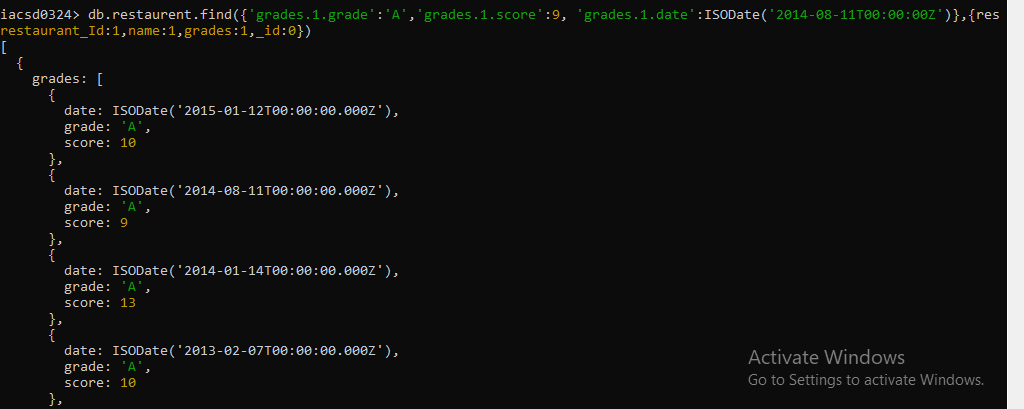 iacsd0324> db.restaurent.find({'grades.1.grade':'A','grades.1.score':9, 'grades.1.date':ISODate('2014-08-11T00:00:00Z')},{res
restaurant_Id:1,name:1,grades:1,_id:0})
[
  {
    grades: [
      {
        date: ISODate('2015-01-12T00:00:00.000Z'),
        grade: 'A',
        score: 10
      },
      {
        date: ISODate('2014-08-11T00:00:00.000Z'),
        grade: 'A',
        score: 9
      },
      {
        date: ISODate('2014-01-14T00:00:00.000Z'),
        grade: 'A',
        score: 13
      },
      {
        date: ISODate('2013-02-07T00:00:00.000Z'),
        grade: 'A',
        score: 10
      },
Activate Windows
Go to Settings to activate Windows.